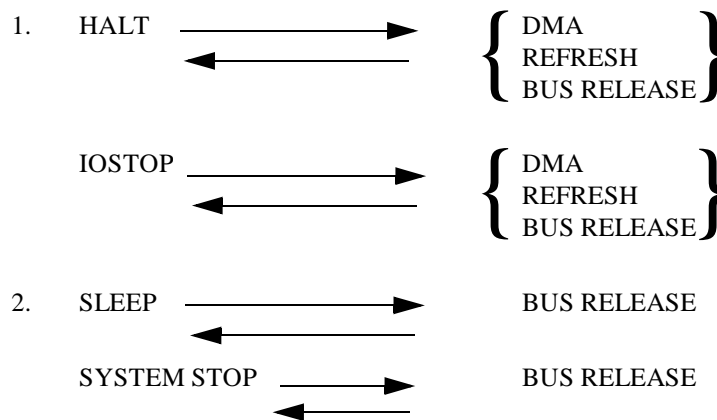 1. HALT { DMA }
REFRESH
BUS RELEASE
IOSTOP { DMA }
REFRESH
BUS RELEASE
2. SLEEP BUS RELEASE
SYSTEM STOP BUS RELEASE